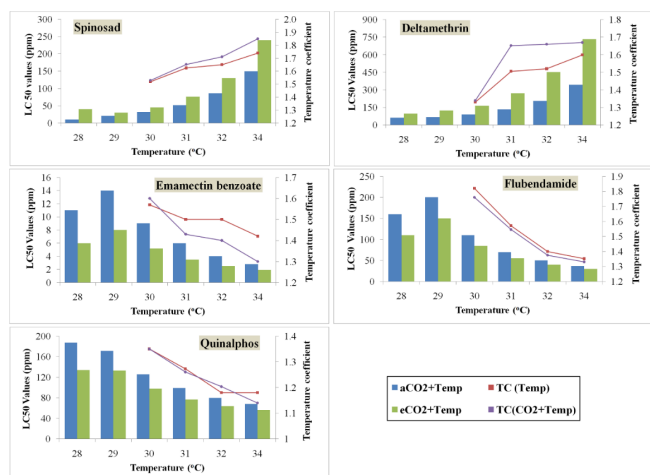 Spinosad
LC 50 Values (ppm)
300
250
200
150
100
50
0
2.0
1.9
1.8
1.7
1.6
1.5
1.4
1.3
1.2
Temperature coefficient
28 29 30 31 32 34
Temperature (°C)
Deltamethrin
LC50 Values (ppm)
900
750
600
450
300
150
0
1.8
1.7
1.6
1.5
1.4
1.3
1.2
Temperature coefficient
28 29 30 31 32 34
Temperature (°C)
Emamectin benzoate
LC50 Values (ppm)
16
14
12
10
8
6
4
2
0
1.7
1.6
1.5
1.4
1.3
1.2
Temperature coefficient
28 29 30 31 32 34
Temperature (°C)
Flubendamide
LC50 Values (ppm)
250
200
150
100
50
0
1.9
1.8
1.7
1.6
1.5
1.4
1.3
1.2
Temperature coefficient
28 29 30 31 32 34
Temperature (°C)
Quinalphos
LC50 Values (ppm)
200
160
120
80
40
0
1.4
1.3
1.2
1.1
1
Temperature coefficient
28 29 30 31 32 34
Temperature (°C)
aCO2+Temp TC (Temp)
eCO2+Temp TC(CO2+Temp)